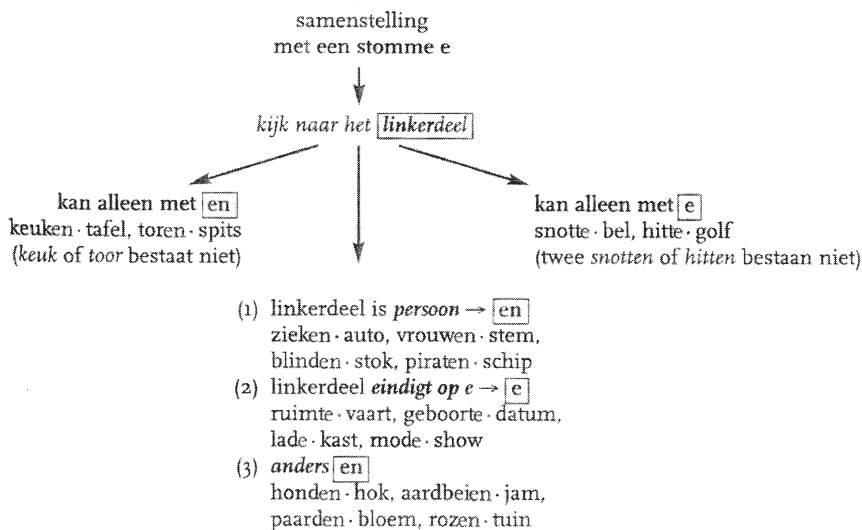 samenstelling
met een stomme e
kijk naar het linkerdeel
kan alleen met en
keuken · tafel, toren · spits
(keuk of toor bestaat niet)
kan alleen met e
snotte · bel, hitte · golf
(twee snotten of hitten bestaan niet)
(1) linkerdeel is persoon → en
zieken · auto, vrouwen · stem,
blinden · stok, piraten · schip
(2) linkerdeel eindigt op e → e
ruimte · vaart, geboorte · datum,
lade · kast, mode · show
(3) anders en
honden · hok, aardbeien · jam,
paarden · bloem, rozen · tuin